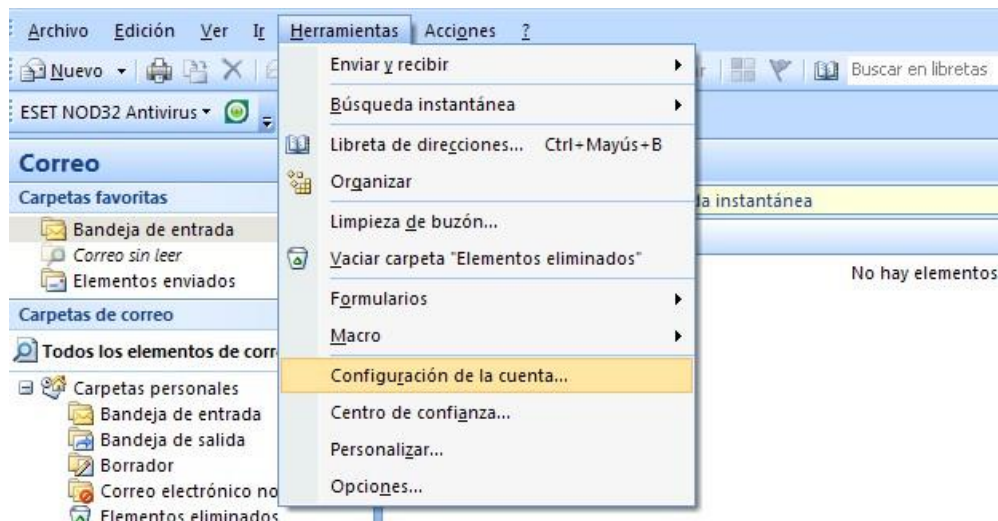 Archivo Edición Ver Ir Herramientas Acciones ?
Nuevo Buscar en libretas
ESET NOD32 Antivirus
Correo
Carpetas favoritas
Bandeja de entrada
Correo sin leer
Elementos enviados
Carpetas de correo
Todos los elementos de corr
Carpetas personales
Bandeja de entrada
Bandeja de salida
Borrador
Correo electrónico no
Elementos eliminados
Enviar y recibir
Búsqueda instantánea
Libreta de direcciones... Ctrl+Mayús+B
Organizar
Limpieza de buzón...
Vaciar carpeta "Elementos eliminados"
Formularios
Macro
Configuración de la cuenta...
Centro de confianza...
Personalizar...
Opciones...
instantánea
No hay elementos